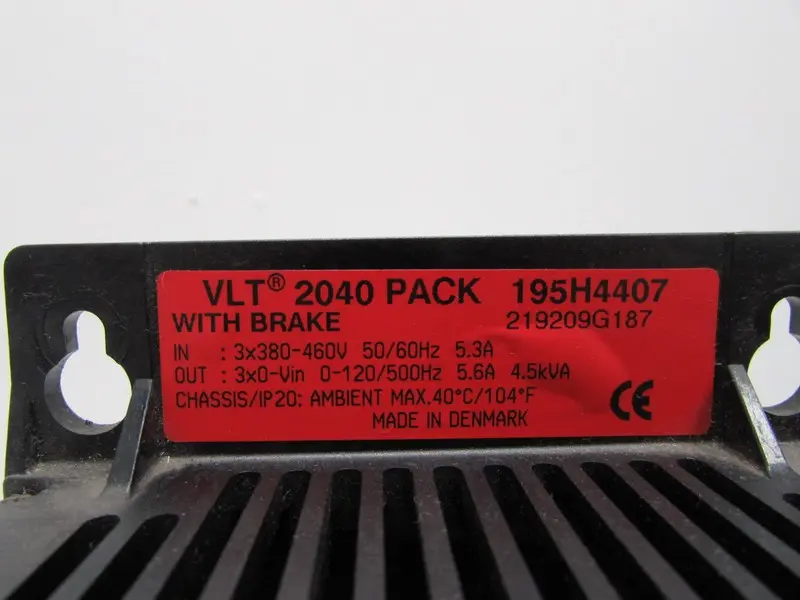 VLT® 2040 PACK 195H4407
WITH BRAKE 219209G187
IN : 3x380-460V 50/60Hz 5.3A
OUT : 3x0-Vin 0-120/500Hz 5.6A 4.5kVA
CHASSIS/IP20: AMBIENT MAX.40°C/104°F
CE
MADE IN DENMARK